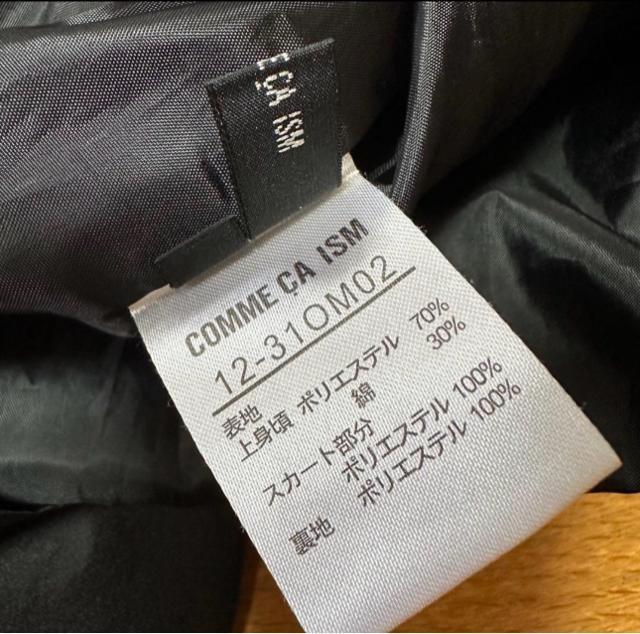 E ÇA ISM
COMME ÇA ISM
12-31OM02
表地
上身頃 ポリエステル 70%
綿 30%
スカート部分
ポリエステル 100%
裏地 ポリエステル 100%